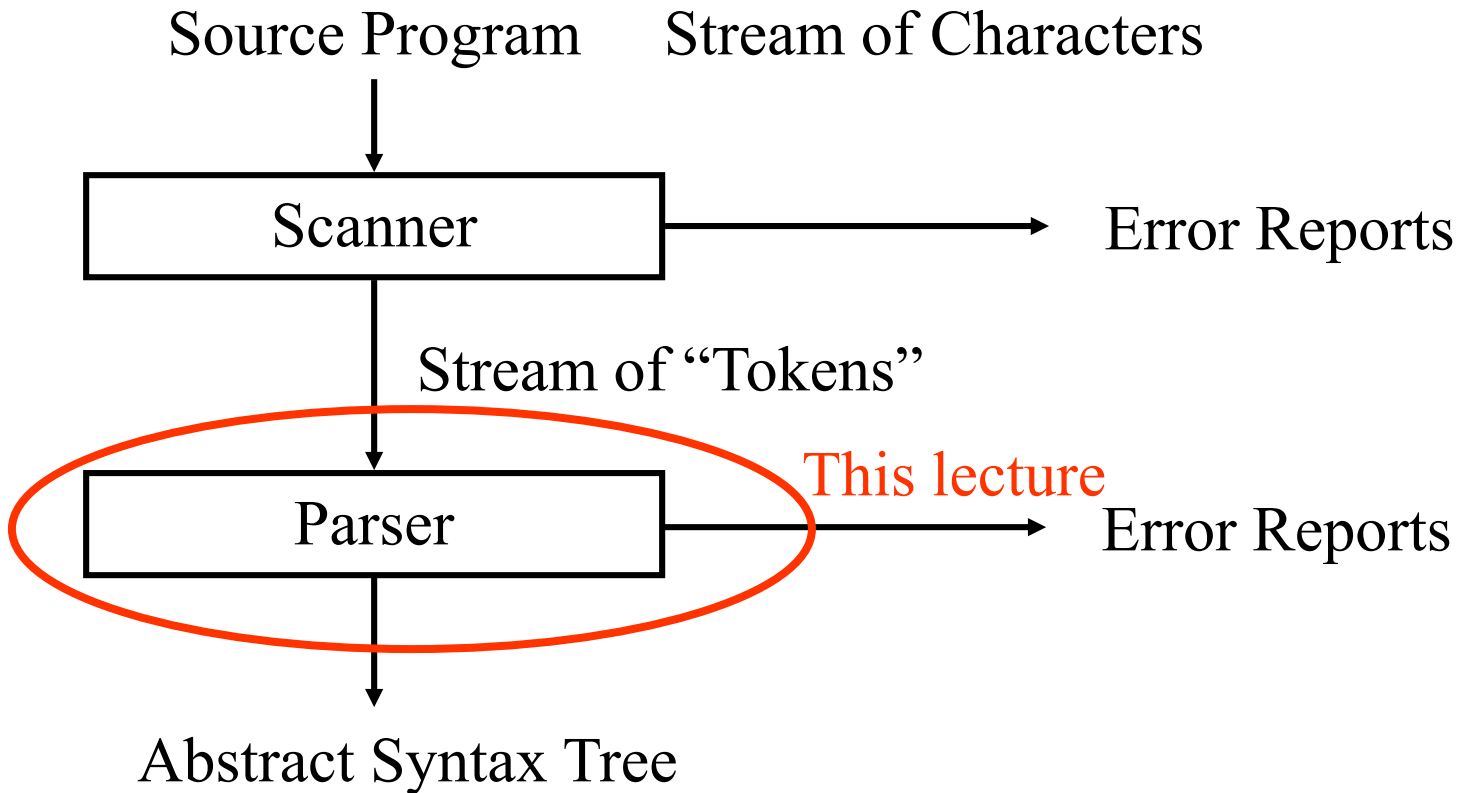 Source Program
Stream of Characters
Scanner
Error Reports
Stream of “Tokens”
This lecture
Parser
Error Reports
Abstract Syntax Tree